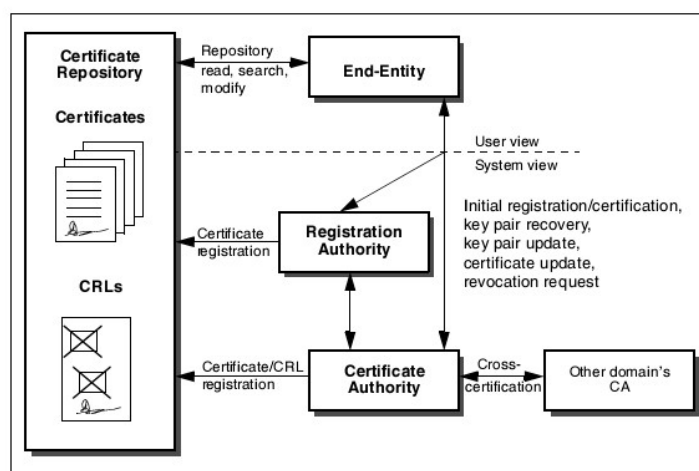 Certificate
Repository
Certificates
CRLs
Repository
read, search,
modify
End-Entity
User view
System view
Initial registration/certification,
key pair recovery,
key pair update,
certificate update,
revocation request
Certificate
registration
Registration
Authority
Certificate/CRL
registration
Certificate
Authority
Cross-
certification
Other domain's
CA